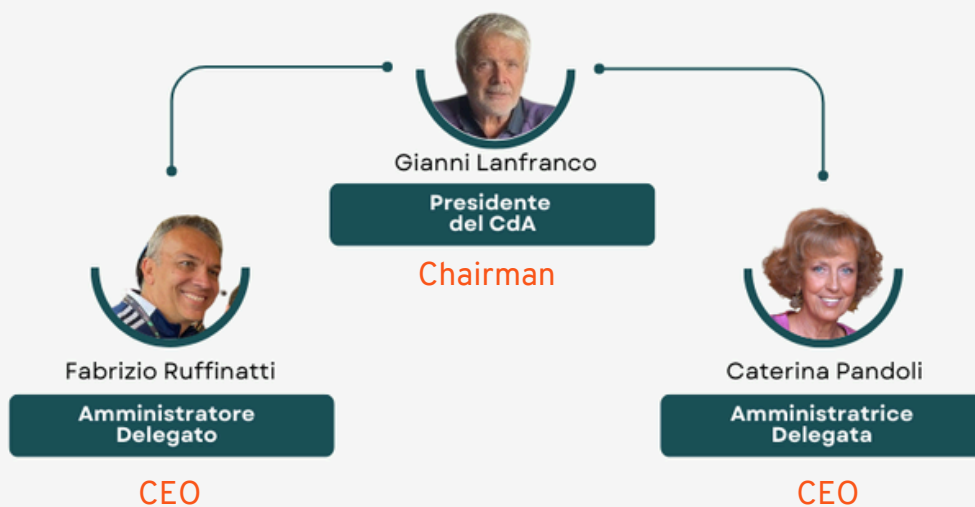 Gianni Lanfranco
Presidente
del CdA
Chairman
Fabrizio Ruffinatti
Amministratore
Delegato
CEO
Caterina Pandoli
Amministratrice
Delegata
CEO